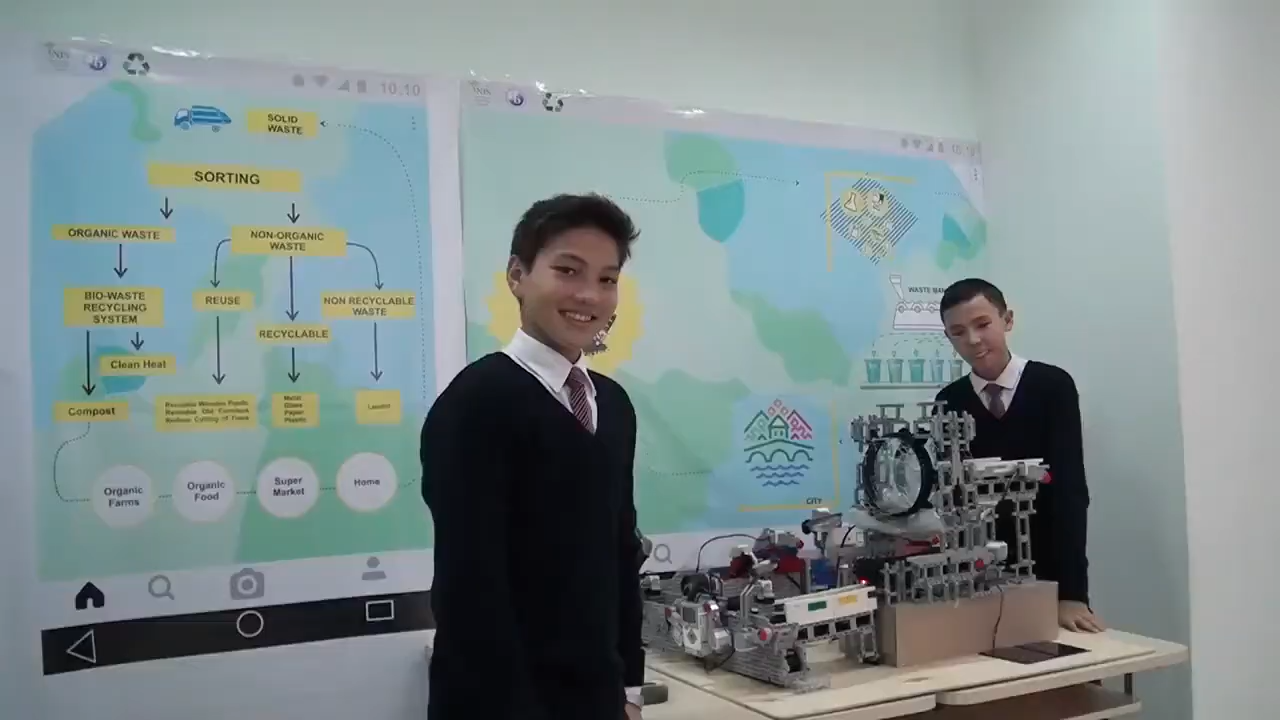 10.10
SOLID
WASTE
SORTING
ORGANIC WASTE
NON-ORGANIC
WASTE
BIO-WASTE
RECYCLING
SYSTEM
REUSE
NON RECYCLABLE
WASTE
RECYCLABLE
Clean Heat
Compost
Metal
Glass
Paper
Plastic
Landfill
Organic
Farms
Organic
Food
Super
Market
Home
WASTE
CITY